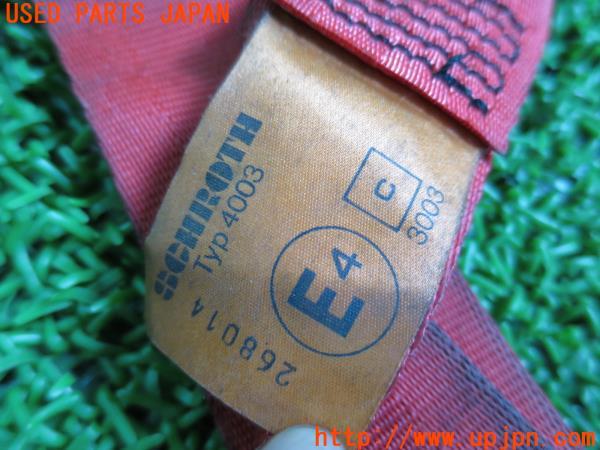 USED PARTS JAPAN
SCHROTH
Typ 4003
268014
E4
C
3003
http://www.upjpn.com